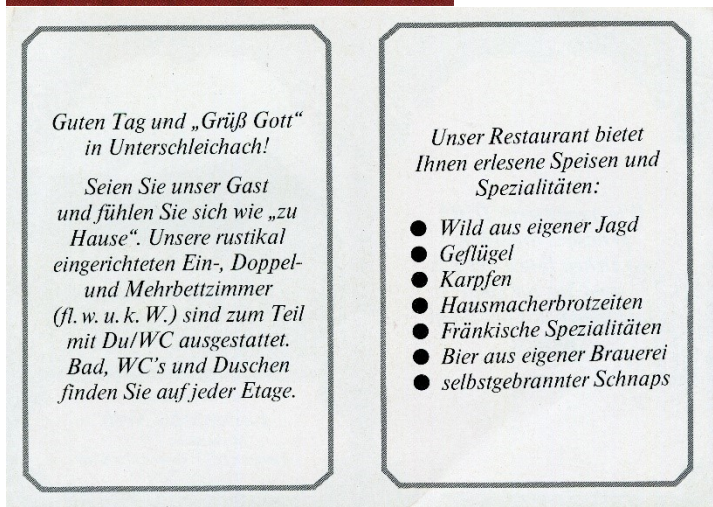 Guten Tag und „Grüß Gott“
in Unterschleichach!
Seien Sie unser Gast
und fühlen Sie sich wie „zu
Hause“. Unsere rustikal
eingerichteten Ein-, Doppel-
und Mehrbettzimmer
(fl. w. u. k. W.) sind zum Teil
mit Du/WC ausgestattet.
Bad, WC's und Duschen
finden Sie auf jeder Etage.
Unser Restaurant bietet
Ihnen erlesene Speisen und
Spezialitäten:
● Wild aus eigener Jagd
● Geflügel
● Karpfen
● Hausmacherbrotzeiten
● Fränkische Spezialitäten
● Bier aus eigener Brauerei
● selbstgebrannter Schnaps